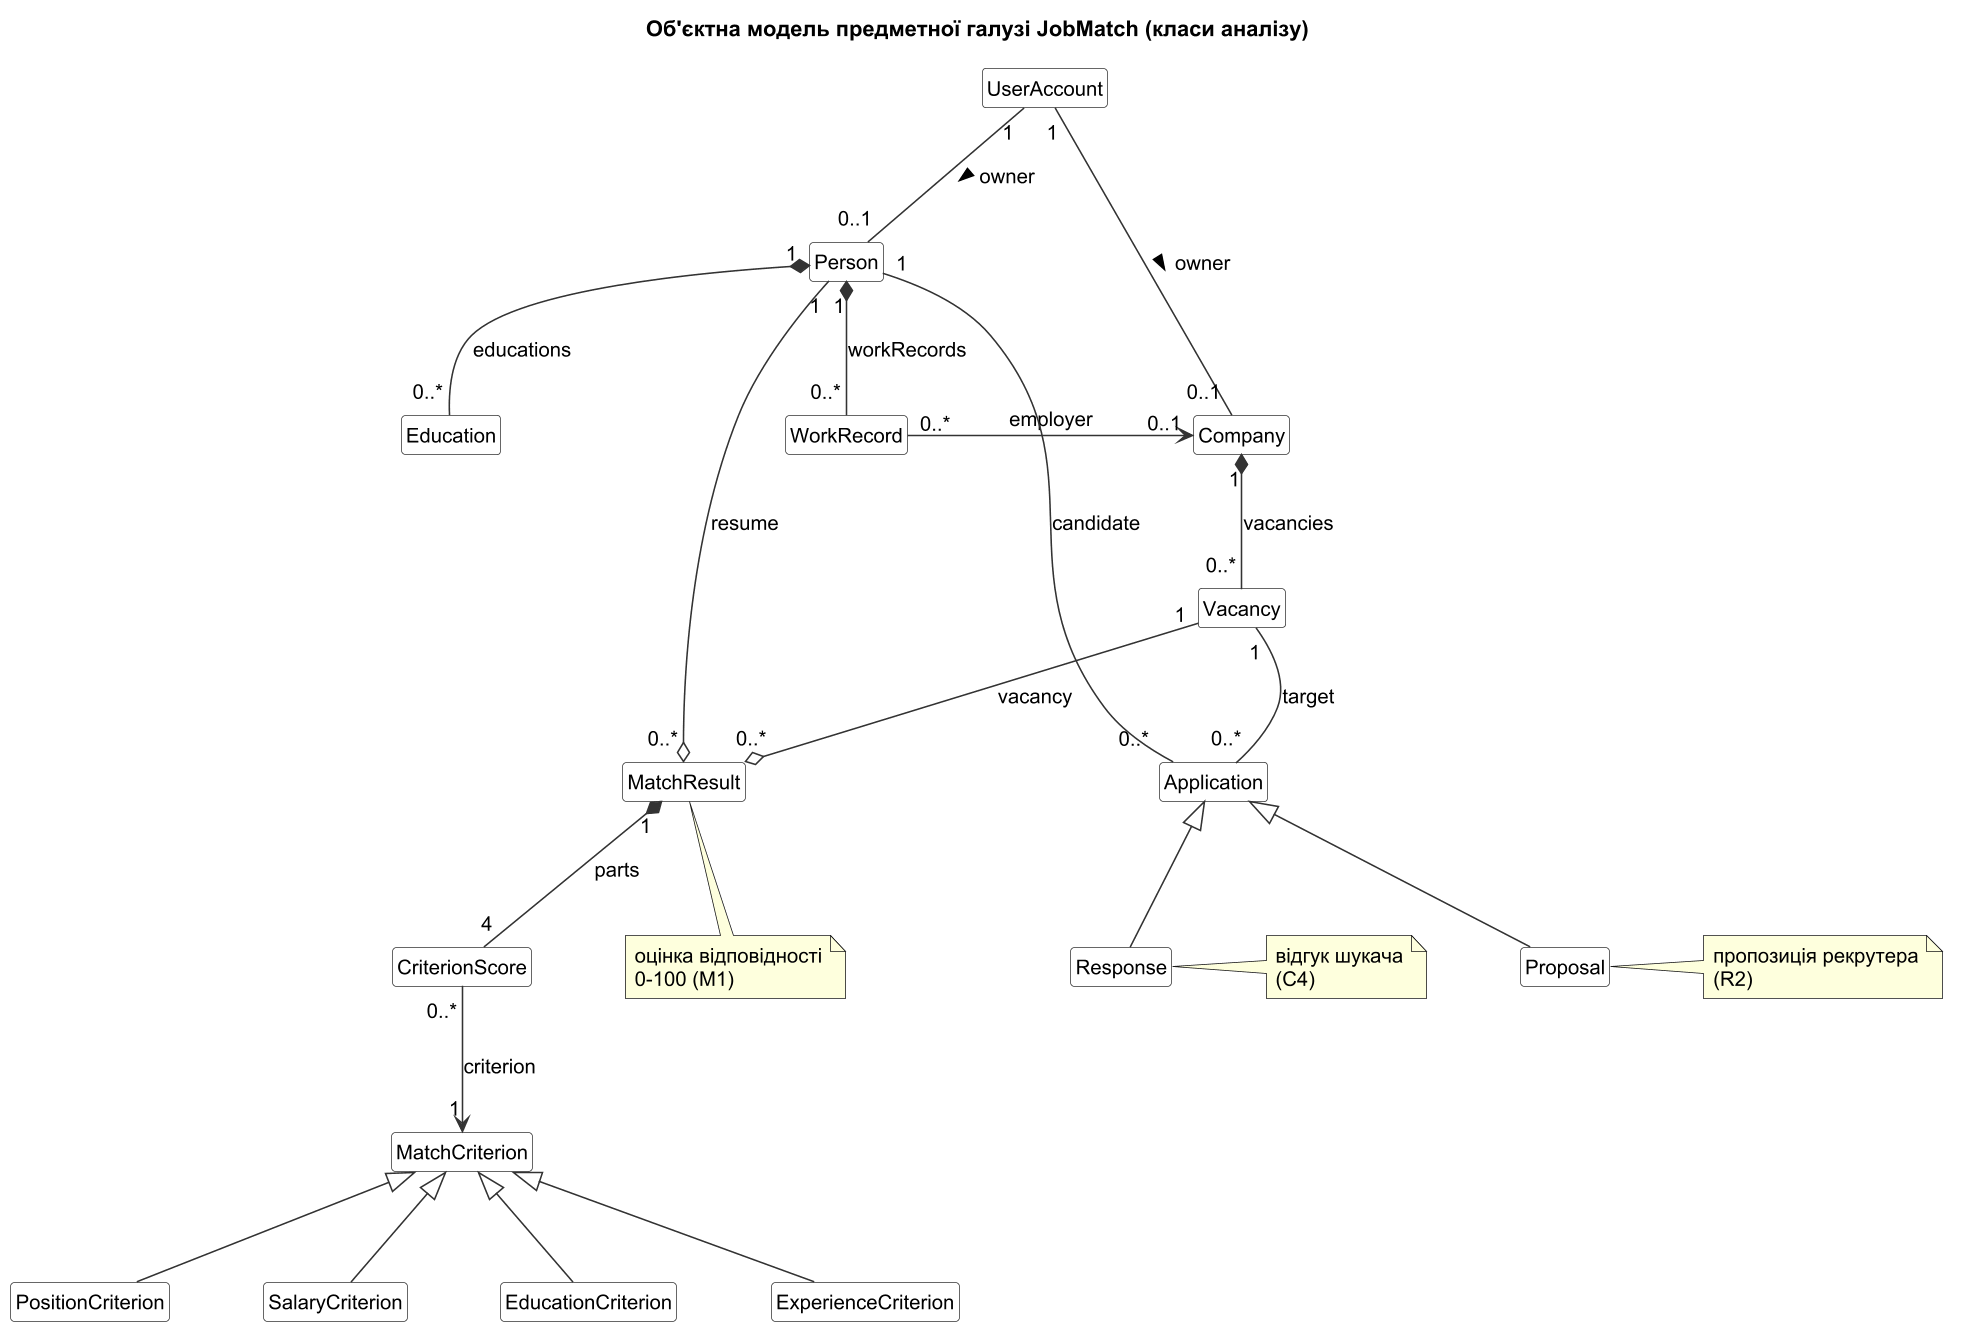 Об'єктна модель предметної галузі JobMatch (класи аналізу)
UserAccount
1
1
owner
0..1
Person
1
1
owner
1
1
educations
workRecords
0..*
0..*
0..1
Education
WorkRecord
0..*
employer
0..1
Company
1
resume
candidate
vacancies
0..*
Vacancy
1
1
vacancy
target
0..*
0..*
0..*
0..*
MatchResult
Application
1
parts
4
CriterionScore
оцінка відповідності
0-100 (M1)
Response
відгук шукача
(C4)
Proposal
пропозиція рекрутера
(R2)
0..*
criterion
1
MatchCriterion
PositionCriterion
SalaryCriterion
EducationCriterion
ExperienceCriterion